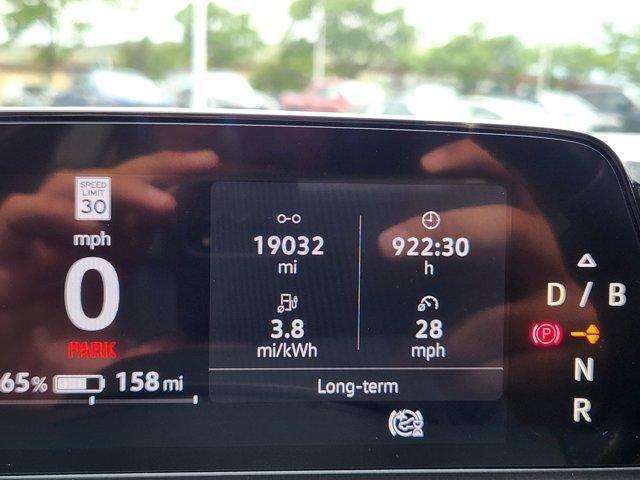 SPEED
LIMIT
30
mph
0
PARK
65% 158 mi
19032
mi
922:30
h
3.8
mi/kWh
28
mph
Long-term
D / B
P
N
R